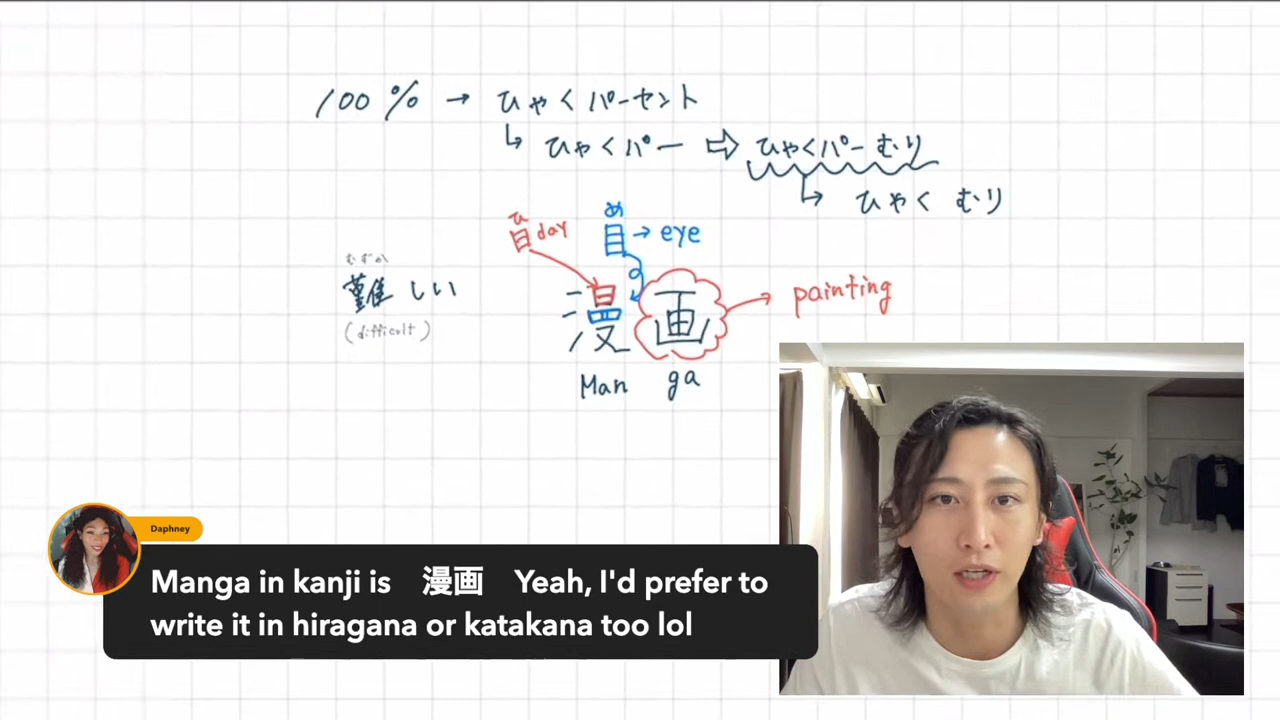 100% → ひゃくパーセント
↳ ひゃくパー ⇨ ひゃくパーむり
↳ ひゃくむり
ひ
日 day
め
目 → eye
むずか
難しい
(difficult)
漫画
→ painting
Man ga
Daphney
Manga in kanji is 漫画 Yeah, I'd prefer to
write it in hiragana or katakana too lol